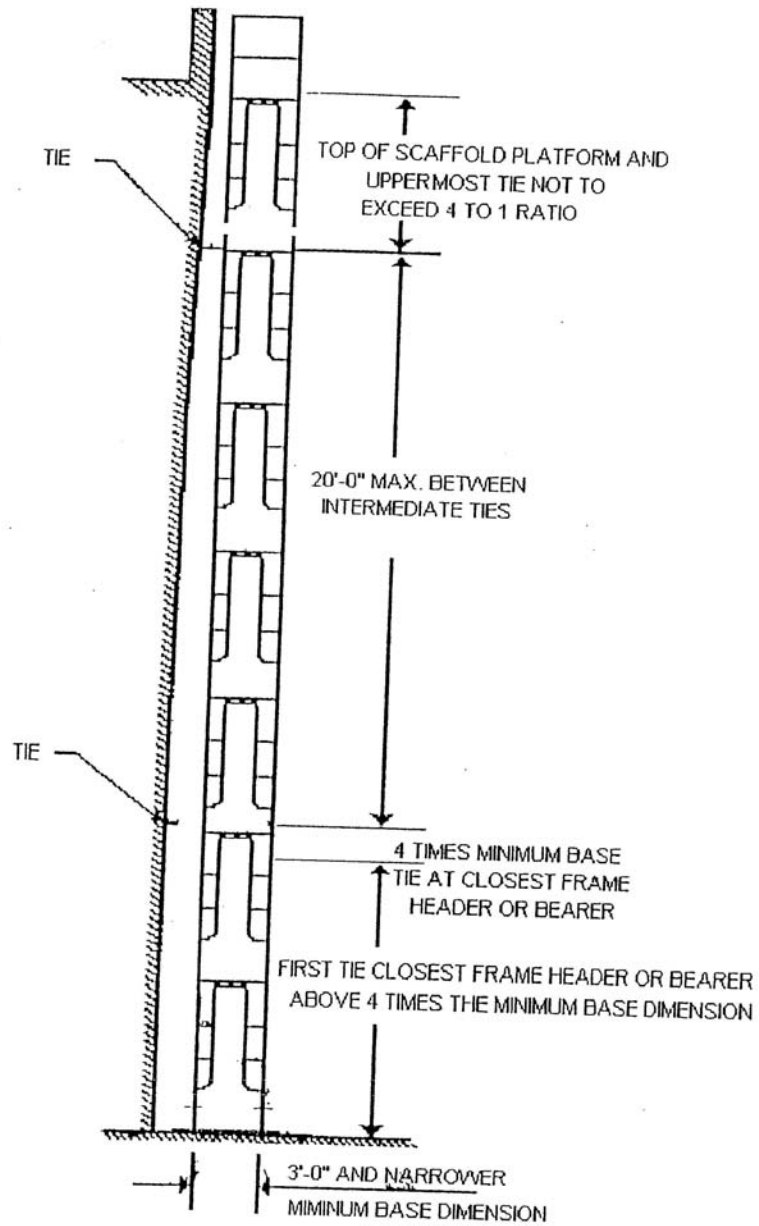 TIE
TOP OF SCAFFOLD PLATFORM AND
UPPERMOST TIE NOT TO
EXCEED 4 TO 1 RATIO
20'-0" MAX. BETWEEN
INTERMEDIATE TIES
TIE
4 TIMES MINIMUM BASE
TIE AT CLOSEST FRAME
HEADER OR BEARER
FIRST TIE CLOSEST FRAME HEADER OR BEARER
ABOVE 4 TIMES THE MINIMUM BASE DIMENSION
3'-0" AND NARROWER
MIMINUM BASE DIMENSION